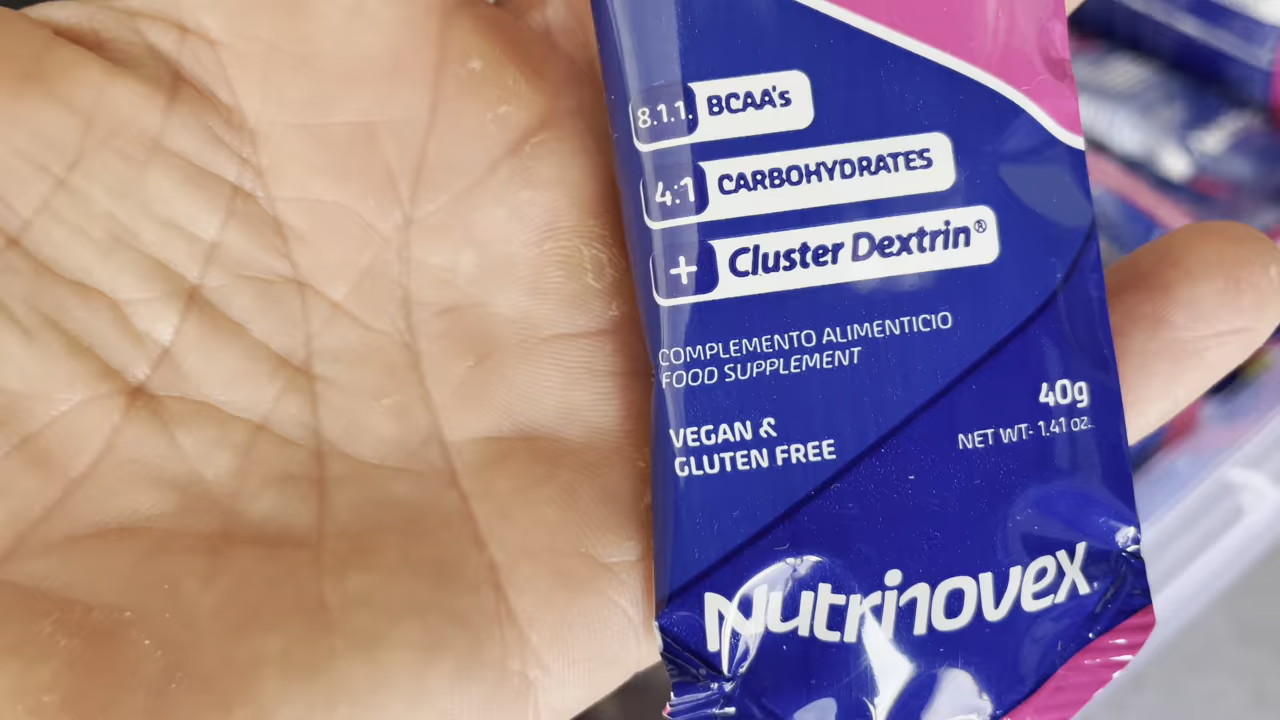 8.1.1. BCAA's
4:1 CARBOHYDRATES
+ Cluster Dextrin®
COMPLEMENTO ALIMENTICIO
FOOD SUPPLEMENT
VEGAN &
GLUTEN FREE
40g
NET WT- 1.41 oz.
Nutrinovex